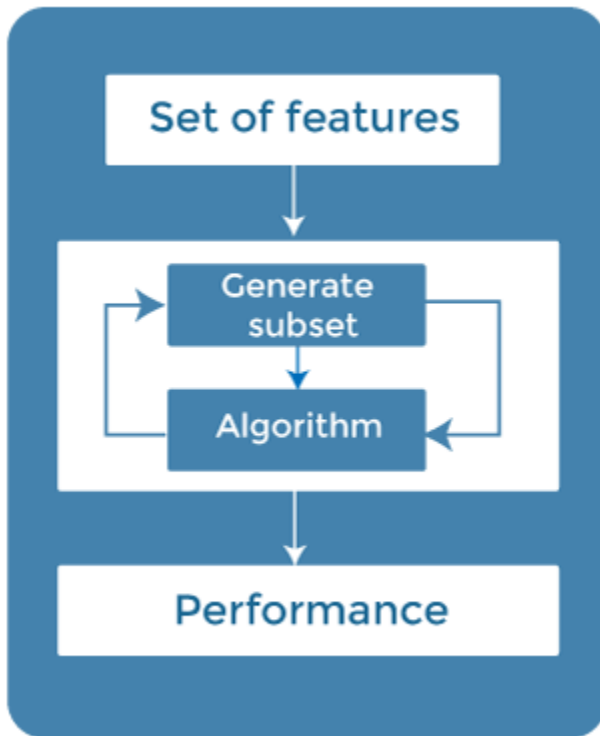 Set of features
Generate
subset
Algorithm
Performance